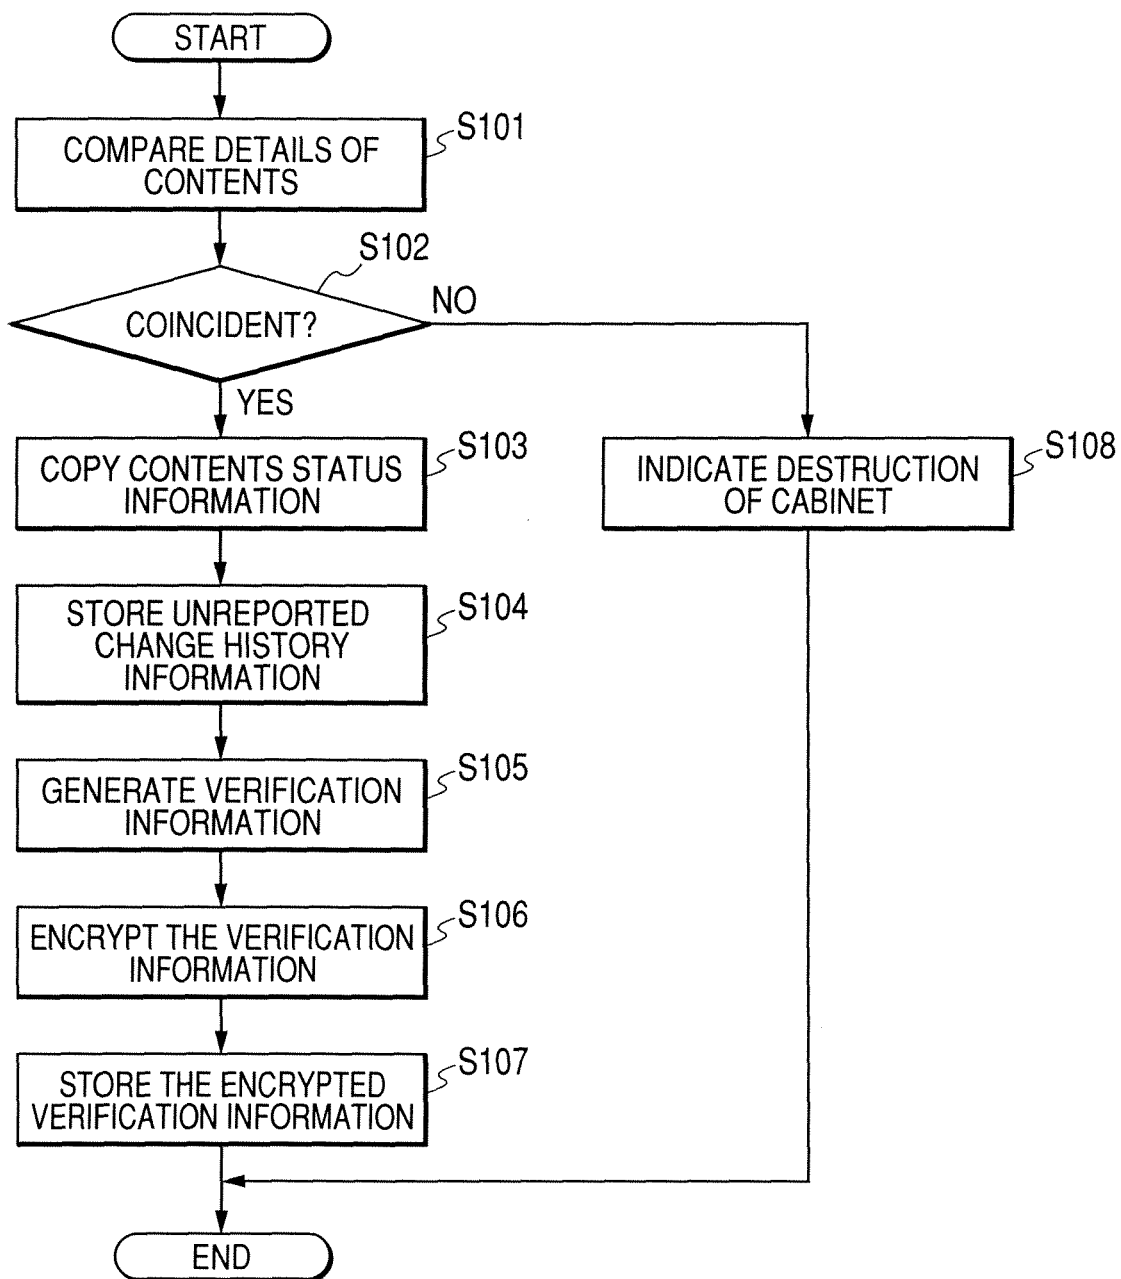 START
COMPARE DETAILS OF
CONTENTS
S101
S102
COINCIDENT?
NO
YES
COPY CONTENTS STATUS
INFORMATION
S103
INDICATE DESTRUCTION
OF CABINET
S108
STORE UNREPORTED
CHANGE HISTORY
INFORMATION
S104
GENERATE VERIFICATION
INFORMATION
S105
ENCRYPT THE VERIFICATION
INFORMATION
S106
STORE THE ENCRYPTED
VERIFICATION INFORMATION
S107
END